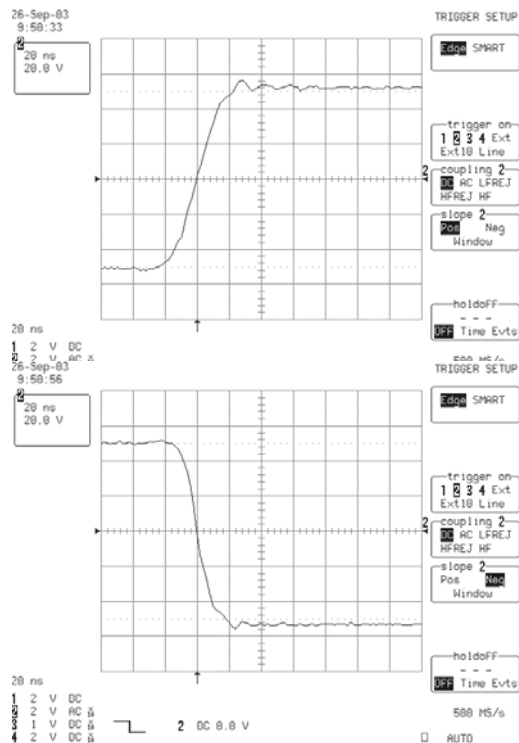 26-Sep-03
9:50:33
2
20 ns
20.0 V
TRIGGER SETUP
Edge SMART
trigger on
1 2 3 4 Ext
Ext10 Line
2
coupling 2
DC AC LFREJ
HFREJ HF
slope 2
Pos Neg
Window
holdoff
- - -
OFF Time Evts
20 ns
1 2 V DC
2 2 V AC
500 MS/s
26-Sep-03
9:50:56
2
20 ns
20.0 V
TRIGGER SETUP
Edge SMART
trigger on
1 2 3 4 Ext
Ext10 Line
2
coupling 2
DC AC LFREJ
HFREJ HF
slope 2
Pos Neg
Window
holdoff
- - -
OFF Time Evts
20 ns
1 2 V DC
2 2 V AC
3 1 V DC
4 2 V DC
2 DC 0.0 V
500 MS/s
AUTO